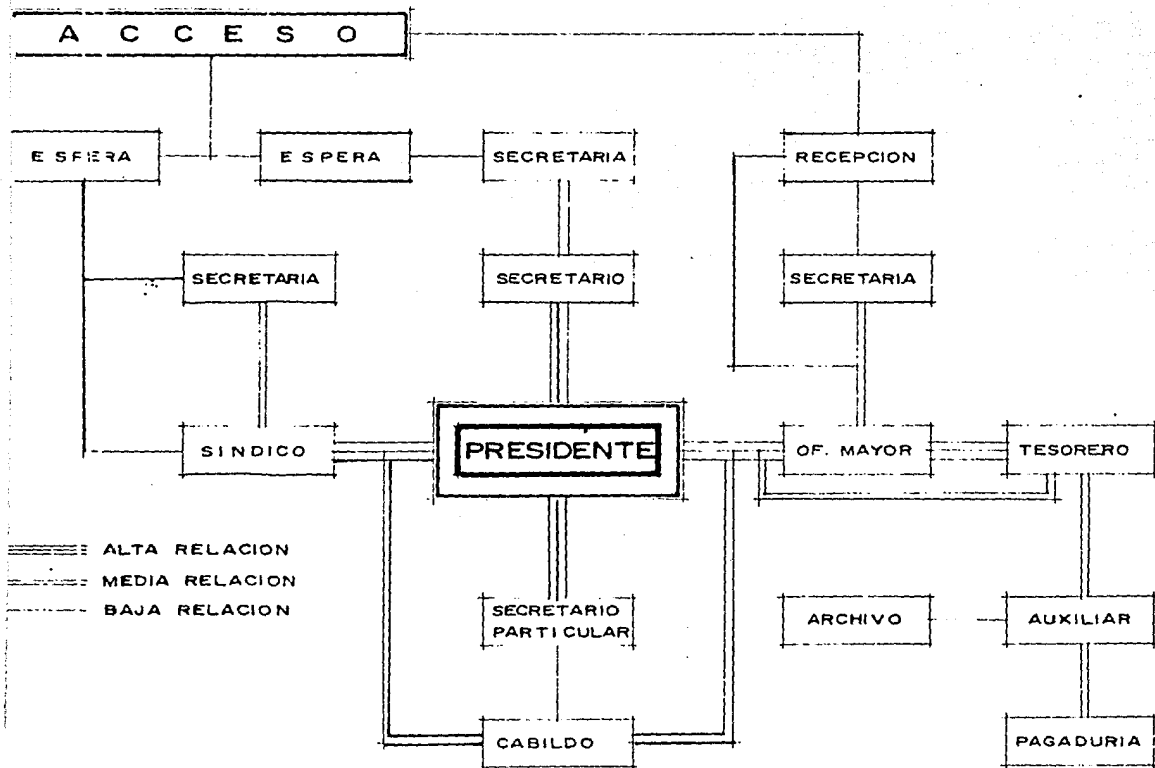 ACCESO
ESPERA
ESPERA
SECRETARIA
RECEPCION
SECRETARIA
SECRETARIO
SECRETARIA
SINDICO
PRESIDENTE
OF. MAYOR
TESORERO
ALTA RELACION
MEDIA RELACION
BAJA RELACION
SECRETARIO
PARTICULAR
ARCHIVO
AUXILIAR
CABILDO
PAGADURIA